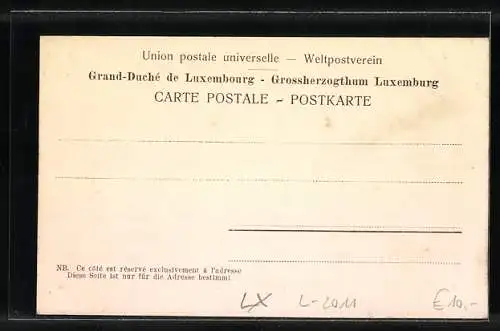 Union postale universelle — Weltpostverein
Grand-Duché de Luxembourg - Grossherzogthum Luxemburg
CARTE POSTALE - POSTKARTE
NB. Ce côté est réservé exclusivement à l'adresse
Diese Seite ist nur für die Adresse bestimmt
LX L-2011 €10.-